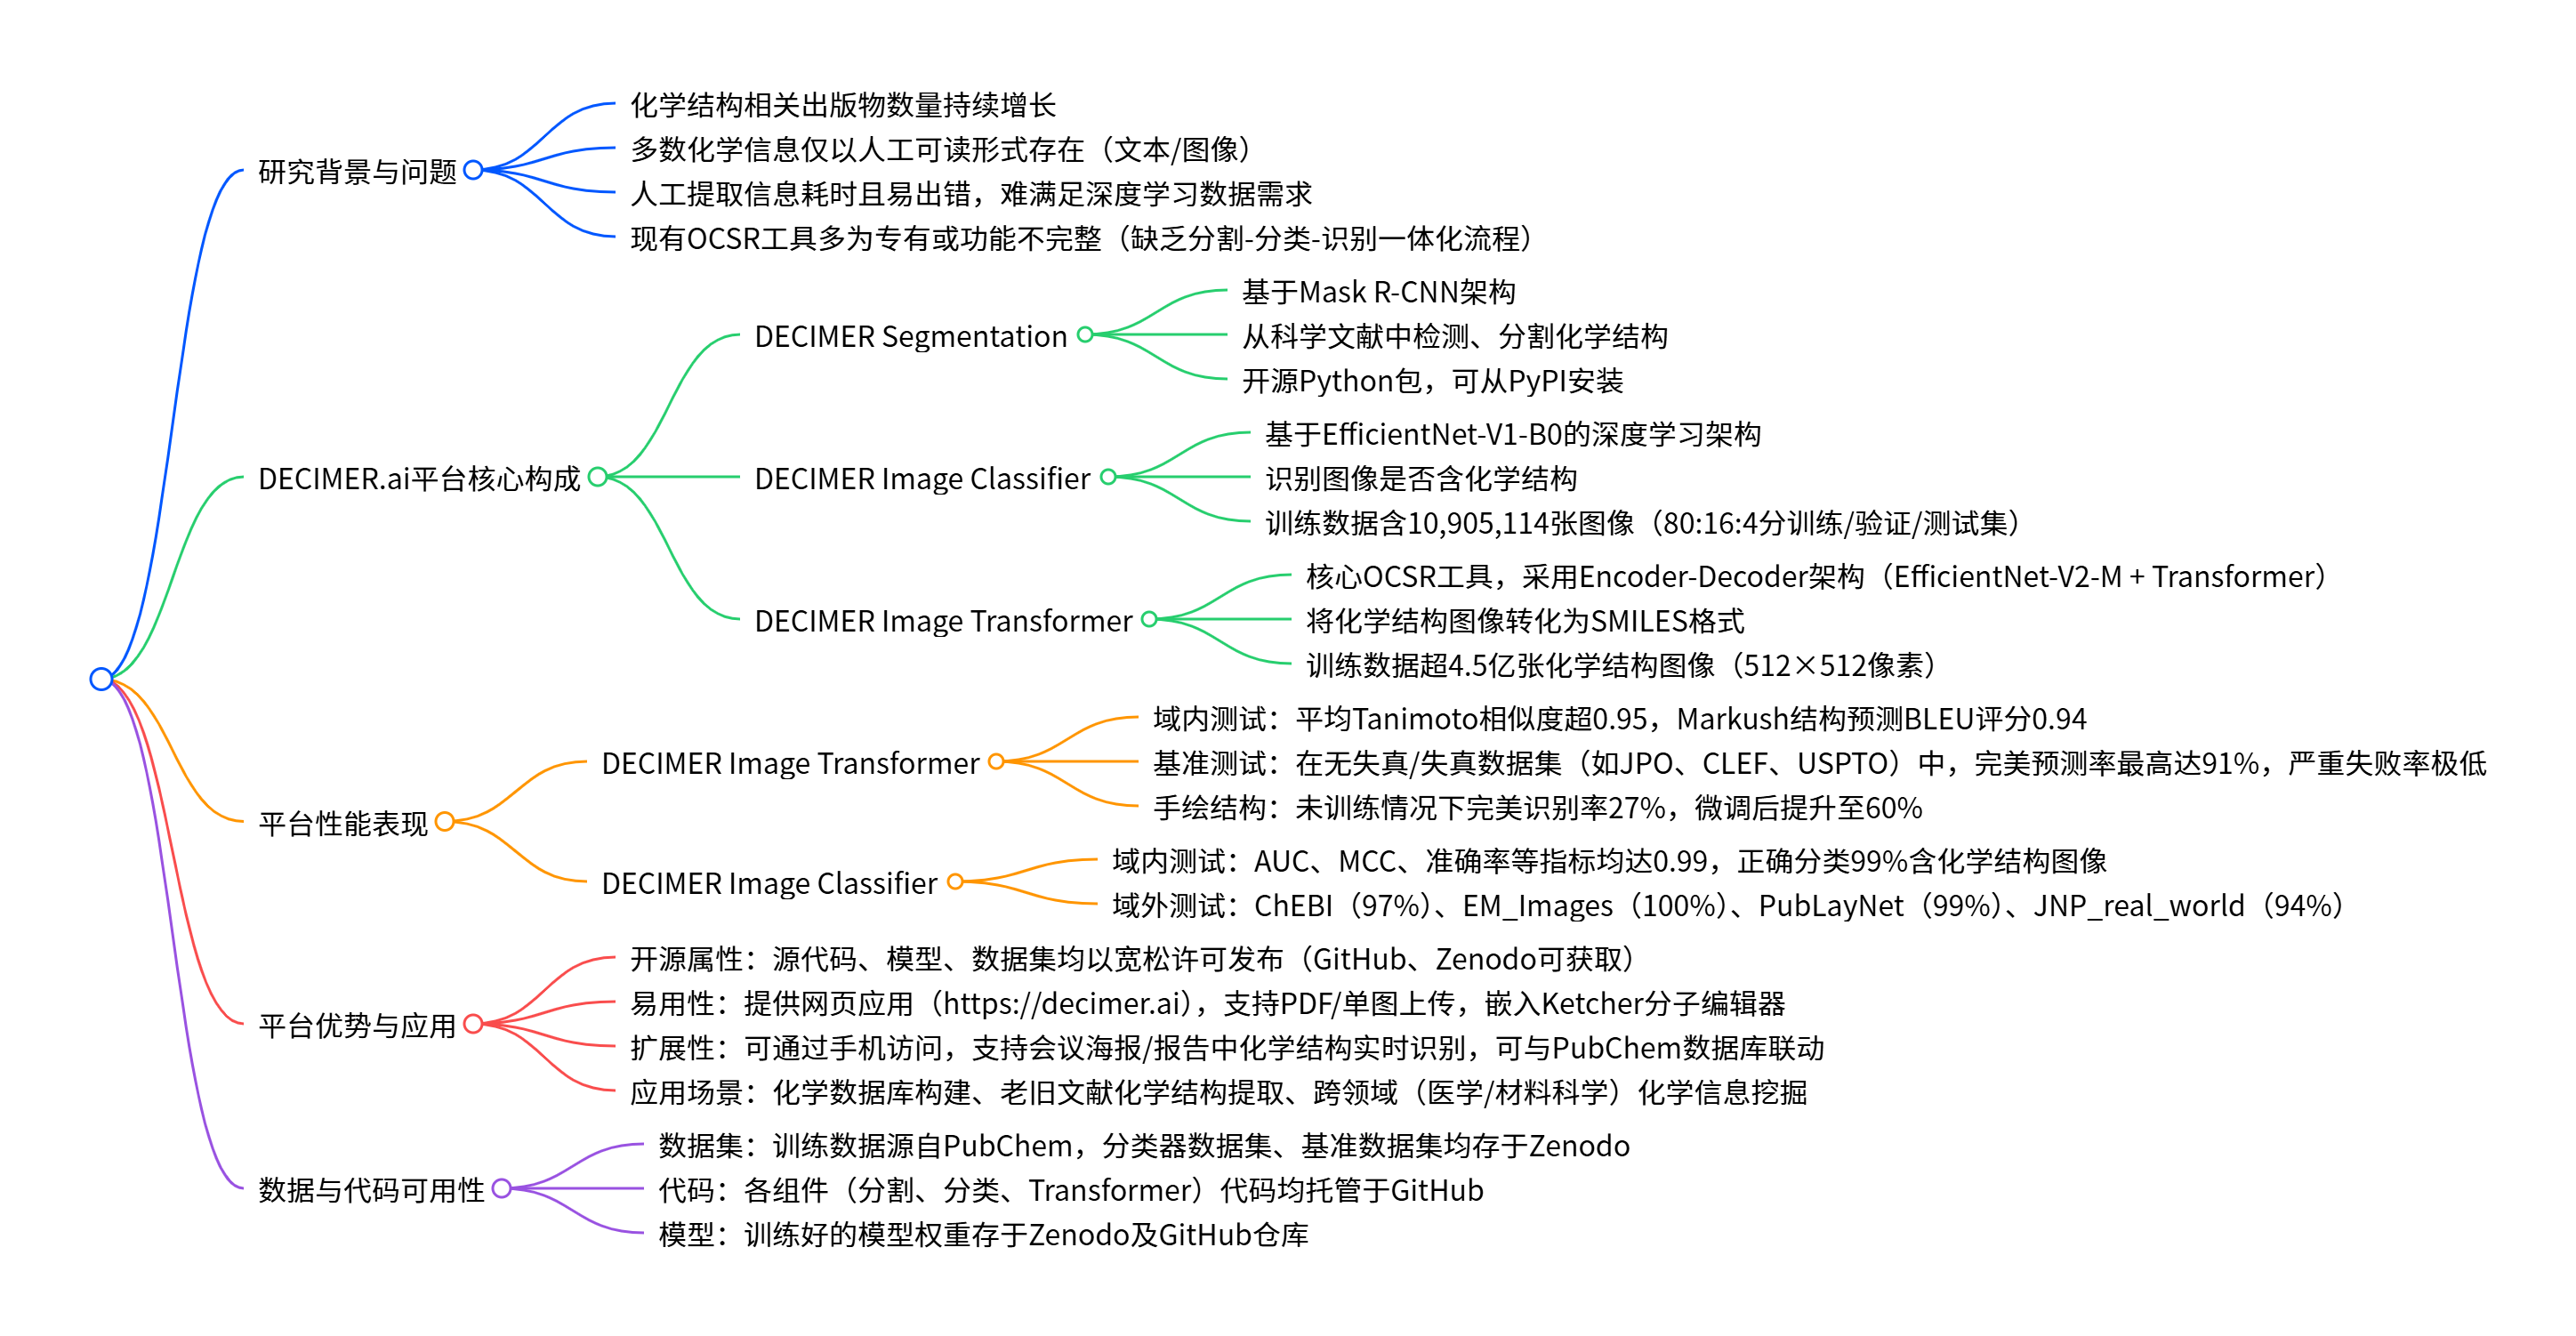 研究背景与问题
化学结构相关出版物数量持续增长
多数化学信息仅以人工可读形式存在（文本/图像）
人工提取信息耗时且易出错，难满足深度学习数据需求
现有OCSR工具多为专有或功能不完整（缺乏分割-分类-识别一体化流程）
DECIMER.ai平台核心构成
DECIMER Segmentation
基于Mask R-CNN架构
从科学文献中检测、分割化学结构
开源Python包，可从PyPI安装
DECIMER Image Classifier
基于EfficientNet-V1-B0的深度学习架构
识别图像是否含化学结构
训练数据含10,905,114张图像（80:16:4分训练/验证/测试集）
DECIMER Image Transformer
核心OCSR工具，采用Encoder-Decoder架构（EfficientNet-V2-M + Transformer）
将化学结构图像转化为SMILES格式
训练数据超4.5亿张化学结构图像（512×512像素）
平台性能表现
DECIMER Image Transformer
域内测试：平均Tanimoto相似度超0.95，Markush结构预测BLEU评分0.94
基准测试：在无失真/失真数据集（如JPO、CLEF、USPTO）中，完美预测率最高达91%，严重失败率极低
手绘结构：未训练情况下完美识别率27%，微调后提升至60%
DECIMER Image Classifier
域内测试：AUC、MCC、准确率等指标均达0.99，正确分类99%含化学结构图像
域外测试：ChEBI（97%）、EM_Images（100%）、PubLayNet（99%）、JNP_real_world（94%）
平台优势与应用
开源属性：源代码、模型、数据集均以宽松许可发布（GitHub、Zenodo可获取）
易用性：提供网页应用（https://decimer.ai），支持PDF/单图上传，嵌入Ketcher分子编辑器
扩展性：可通过手机访问，支持会议海报/报告中化学结构实时识别，可与PubChem数据库联动
应用场景：化学数据库构建、老旧文献化学结构提取、跨领域（医学/材料科学）化学信息挖掘
数据与代码可用性
数据集：训练数据源自PubChem，分类器数据集、基准数据集均存于Zenodo
代码：各组件（分割、分类、Transformer）代码均托管于GitHub
模型：训练好的模型权重存于Zenodo及GitHub仓库